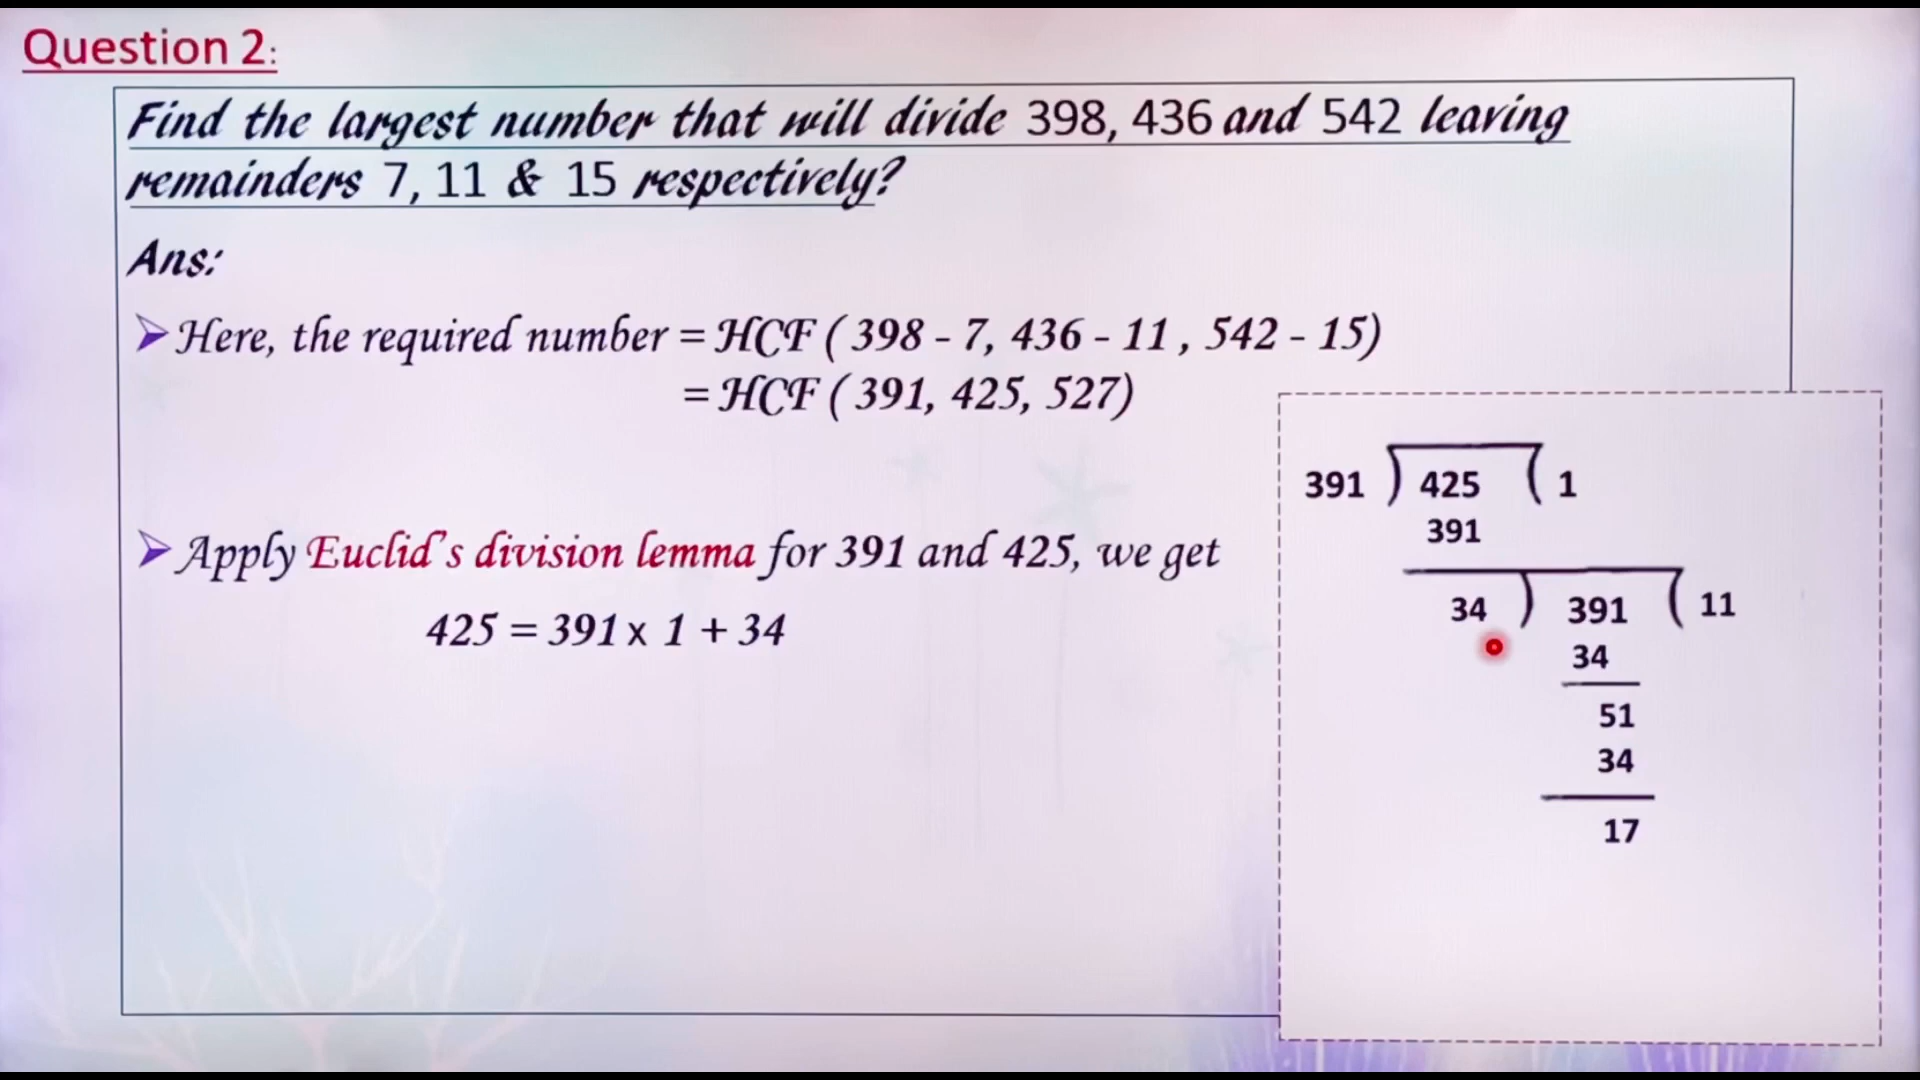 Question 2:
Find the largest number that will divide 398, 436 and 542 leaving
remainders 7, 11 & 15 respectively?
Ans:
Here, the required number = HCF ( 398 - 7, 436 - 11 , 542 - 15)
= HCF ( 391, 425, 527)
Apply Euclid's division lemma for 391 and 425, we get
425 = 391 x 1 + 34
391 ) 425 ( 1
391
34 ) 391 ( 11
34
51
34
17